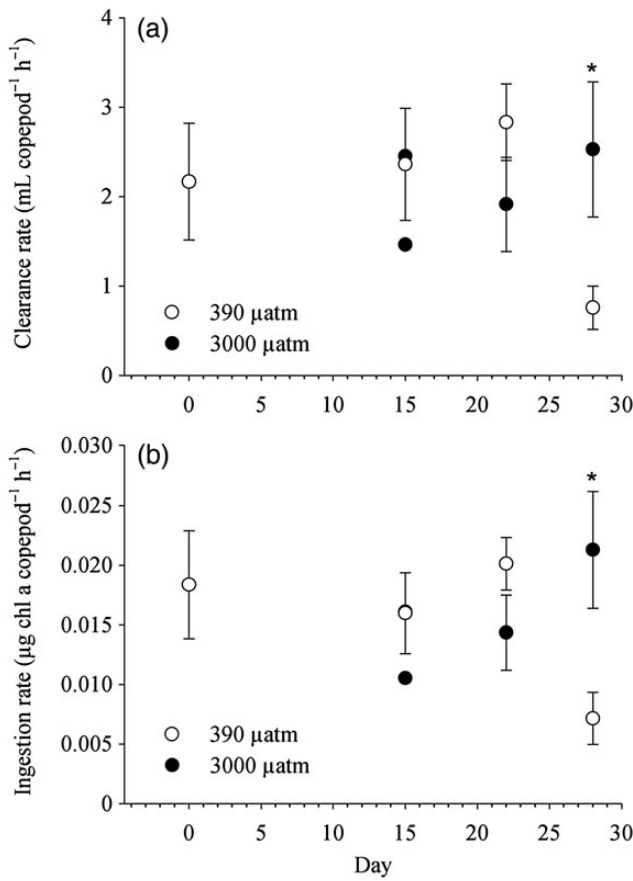 (a)
Clearance rate (mL copepod⁻¹ h⁻¹)
4
3
2
1
0
*
390 µatm
3000 µatm
0 5 10 15 20 25 30
(b)
Ingestion rate (µg chl a copepod⁻¹ h⁻¹)
0.030
0.025
0.020
0.015
0.010
0.005
0
*
390 µatm
3000 µatm
0 5 10 15 20 25 30
Day